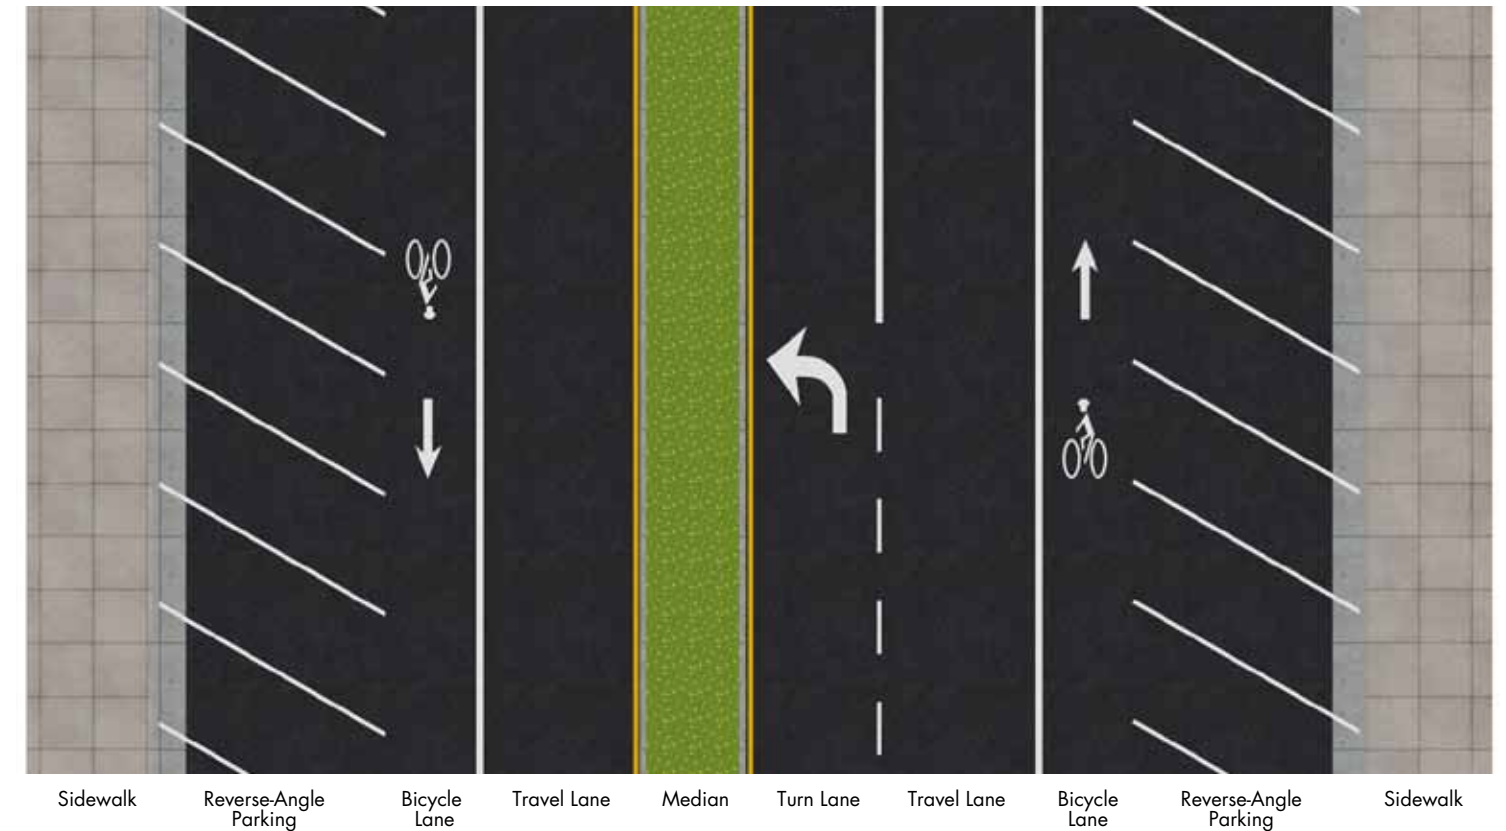 Sidewalk
Reverse-Angle
Parking
Bicycle
Lane
Travel Lane
Median
Turn Lane
Travel Lane
Bicycle
Lane
Reverse-Angle
Parking
Sidewalk